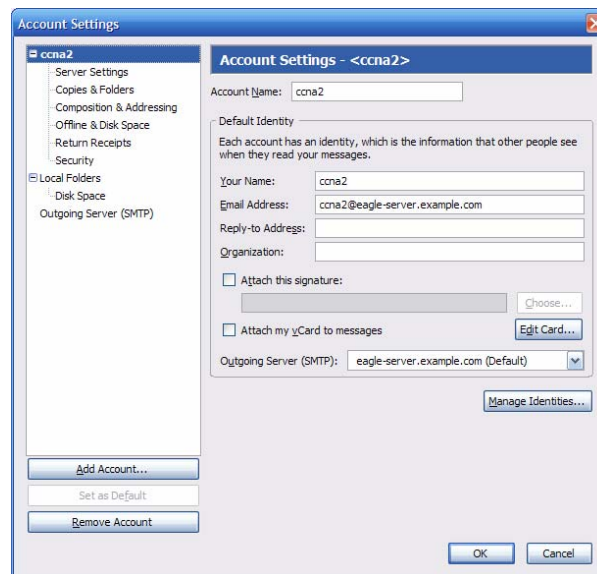 Account Settings
ccna2
Server Settings
Copies & Folders
Composition & Addressing
Offline & Disk Space
Return Receipts
Security
Local Folders
Disk Space
Outgoing Server (SMTP)
Add Account...
Set as Default
Remove Account
Account Settings - <ccna2>
Account Name: ccna2
Default Identity
Each account has an identity, which is the information that other people see
when they read your messages.
Your Name: ccna2
Email Address: ccna2@eagle-server.example.com
Reply-to Address:
Organization:
Attach this signature:
Choose...
Attach my vCard to messages
Edit Card...
Outgoing Server (SMTP): eagle-server.example.com (Default)
Manage Identities...
OK
Cancel